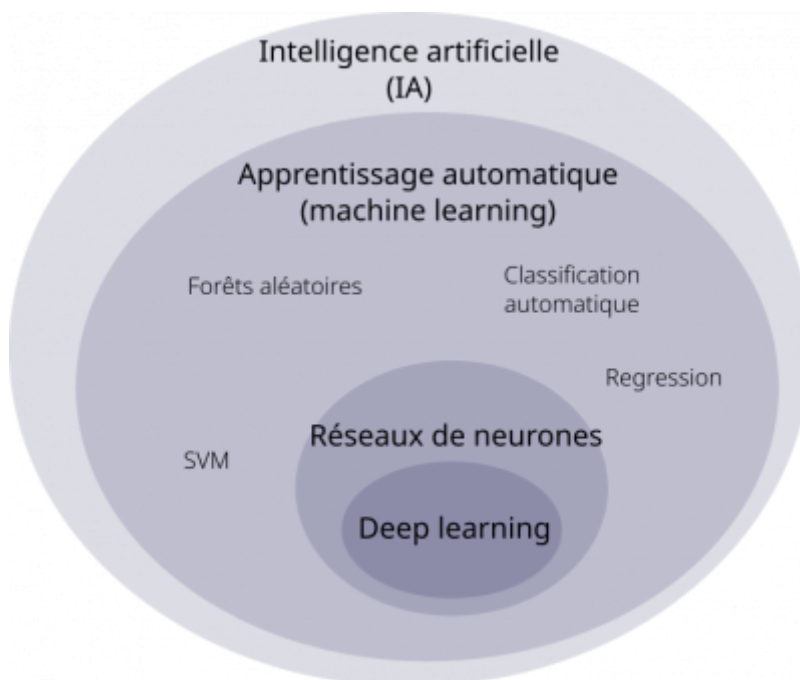 Intelligence artificielle
(IA)
Apprentissage automatique
(machine learning)
Forêts aléatoires
Classification
automatique
Regression
Réseaux de neurones
SVM
Deep learning